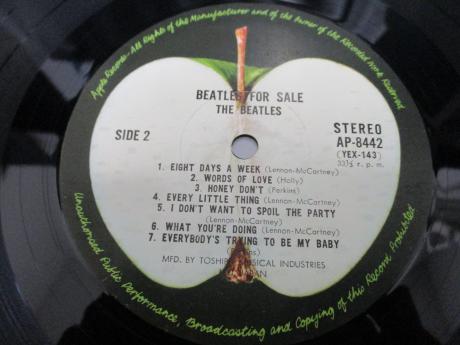 Apple Records-All Rights of the Manufacturer and of the Owner of the Recorded Work Reserved
BEATLES FOR SALE
THE BEATLES
SIDE 2
STEREO
AP-8442
(YEX-143)
33⅓ r. p. m.
1. EIGHT DAYS A WEEK (Lennon-McCartney)
2. WORDS OF LOVE (Holly)
3. HONEY DON'T (Perkins)
4. EVERY LITTLE THING (Lennon-McCartney)
5. I DON'T WANT TO SPOIL THE PARTY
(Lennon-McCartney)
6. WHAT YOU'RE DOING (Lennon-McCartney)
7. EVERYBODY'S TRYING TO BE MY BABY
MFD. BY TOSHIBA MUSICAL INDUSTRIES
Unauthorized Public Performance, Broadcasting and Copying of this Record Prohibited